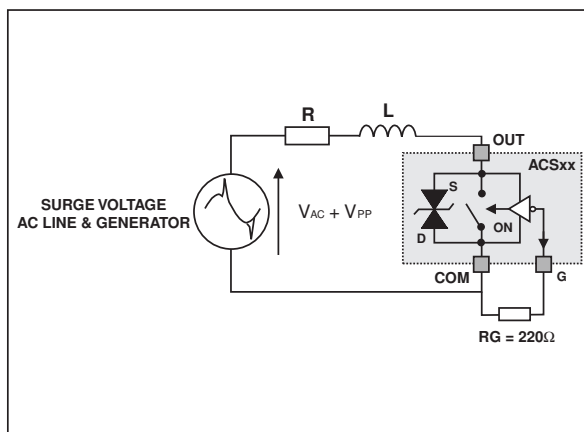 R
L
OUT
ACSxx
S
SURGE VOLTAGE
AC LINE & GENERATOR
VAC + VPP
ON
D
COM
G
RG = 220Ω